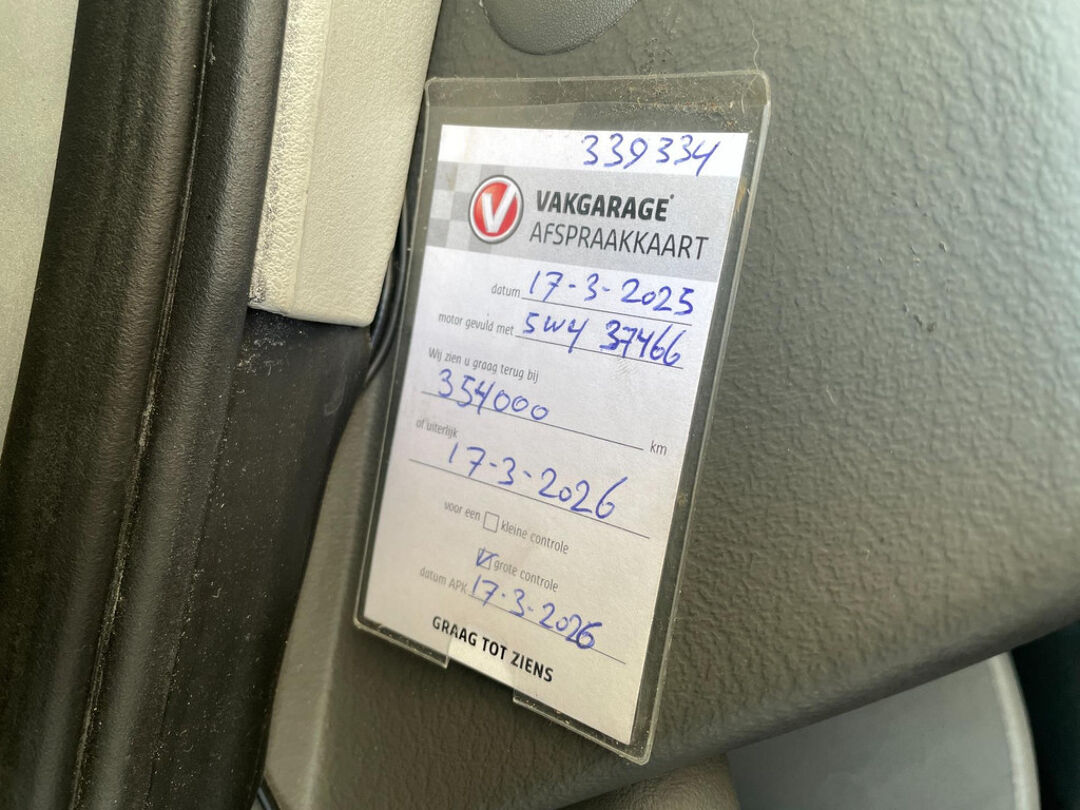 339334
V
VAKGARAGE
AFSPRAAKKAART
datum 17-3-2025
motor gevuld met 5W4 37466
Wij zien u graag terug bij
354000 km
of uiterlijk
17-3-2026
voor een kleine controle
grote controle
datum APK 17-3-2026
GRAAG TOT ZIENS